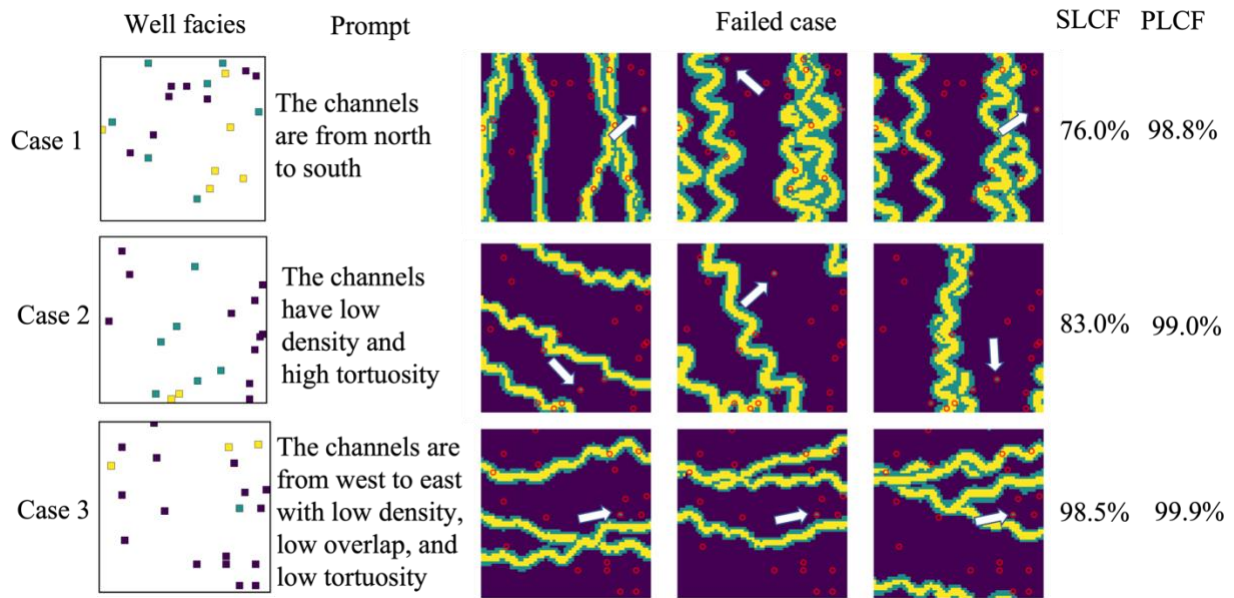 Well facies Prompt Failed case SLCF PLCF
Case 1
The channels
are from north
to south
76.0% 98.8%
Case 2
The channels
have low
density and
high tortuosity
83.0% 99.0%
Case 3
The channels are
from west to east
with low density,
low overlap, and
low tortuosity
98.5% 99.9%